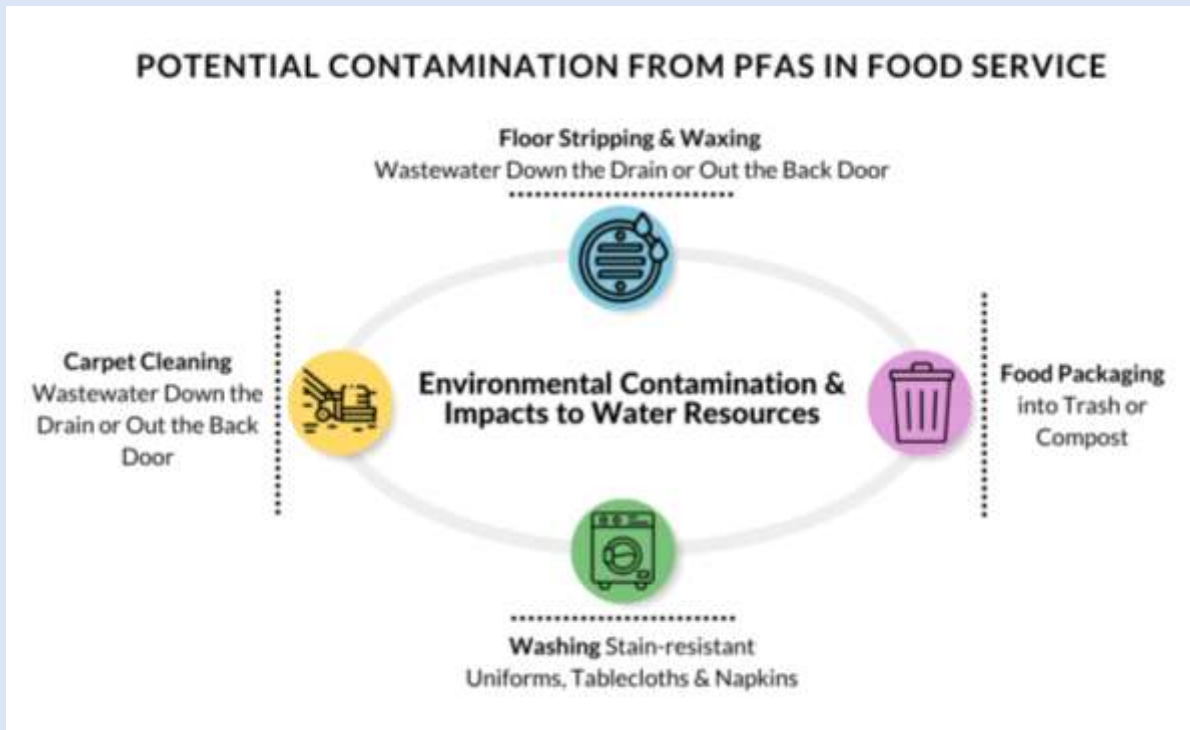 POTENTIAL CONTAMINATION FROM PFAS IN FOOD SERVICE
Floor Stripping & Waxing
Wastewater Down the Drain or Out the Back Door
Carpet Cleaning
Wastewater Down the
Drain or Out the Back
Door
Environmental Contamination &
Impacts to Water Resources
Food Packaging
into Trash or
Compost
Washing Stain-resistant
Uniforms, Tablecloths & Napkins